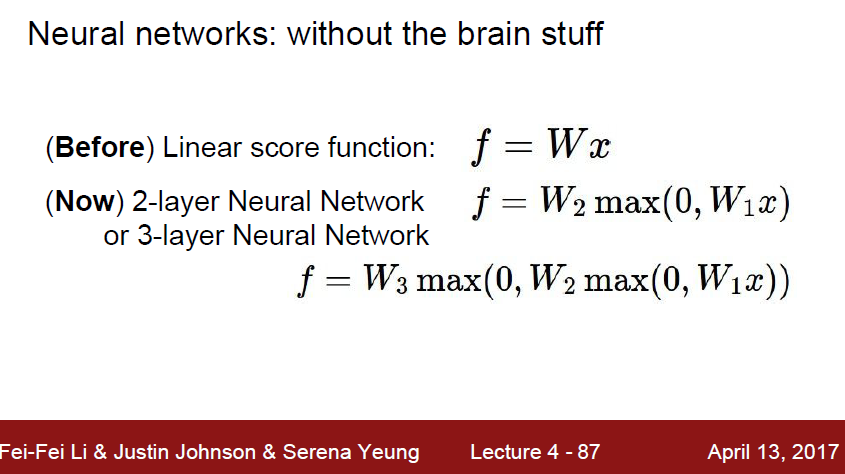 Neural networks: without the brain stuff
(Before) Linear score function: f = Wx
(Now) 2-layer Neural Network f = W₂ max(0, W₁x)
or 3-layer Neural Network
f = W₃ max(0, W₂ max(0, W₁x))
Fei-Fei Li & Justin Johnson & Serena Yeung Lecture 4 - 87 April 13, 2017